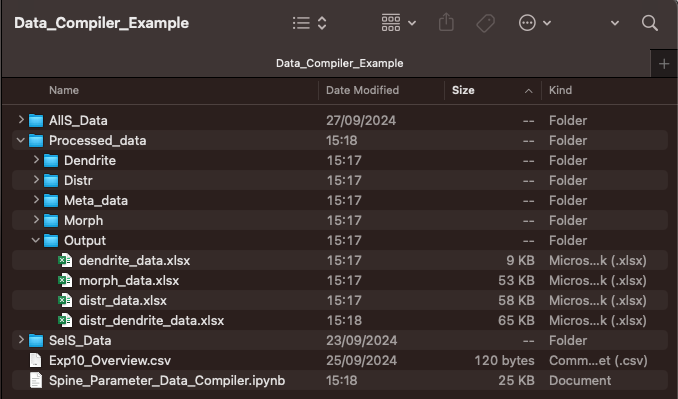 Data_Compiler_Example
Data_Compiler_Example
Name Date Modified Size Kind
AllS_Data 27/09/2024 -- Folder
Processed_data 15:18 -- Folder
Dendrite 15:17 -- Folder
Distr 15:17 -- Folder
Meta_data 15:17 -- Folder
Morph 15:17 -- Folder
Output 15:17 -- Folder
dendrite_data.xlsx 15:17 9 KB Micros...k (.xlsx)
morph_data.xlsx 15:17 53 KB Micros...k (.xlsx)
distr_data.xlsx 15:17 58 KB Micros...k (.xlsx)
distr_dendrite_data.xlsx 15:18 65 KB Micros...k (.xlsx)
SelS_Data 23/09/2024 -- Folder
Exp10_Overview.csv 25/09/2024 120 bytes Comm...et (.csv)
Spine_Parameter_Data_Compiler.ipynb 15:18 25 KB Document